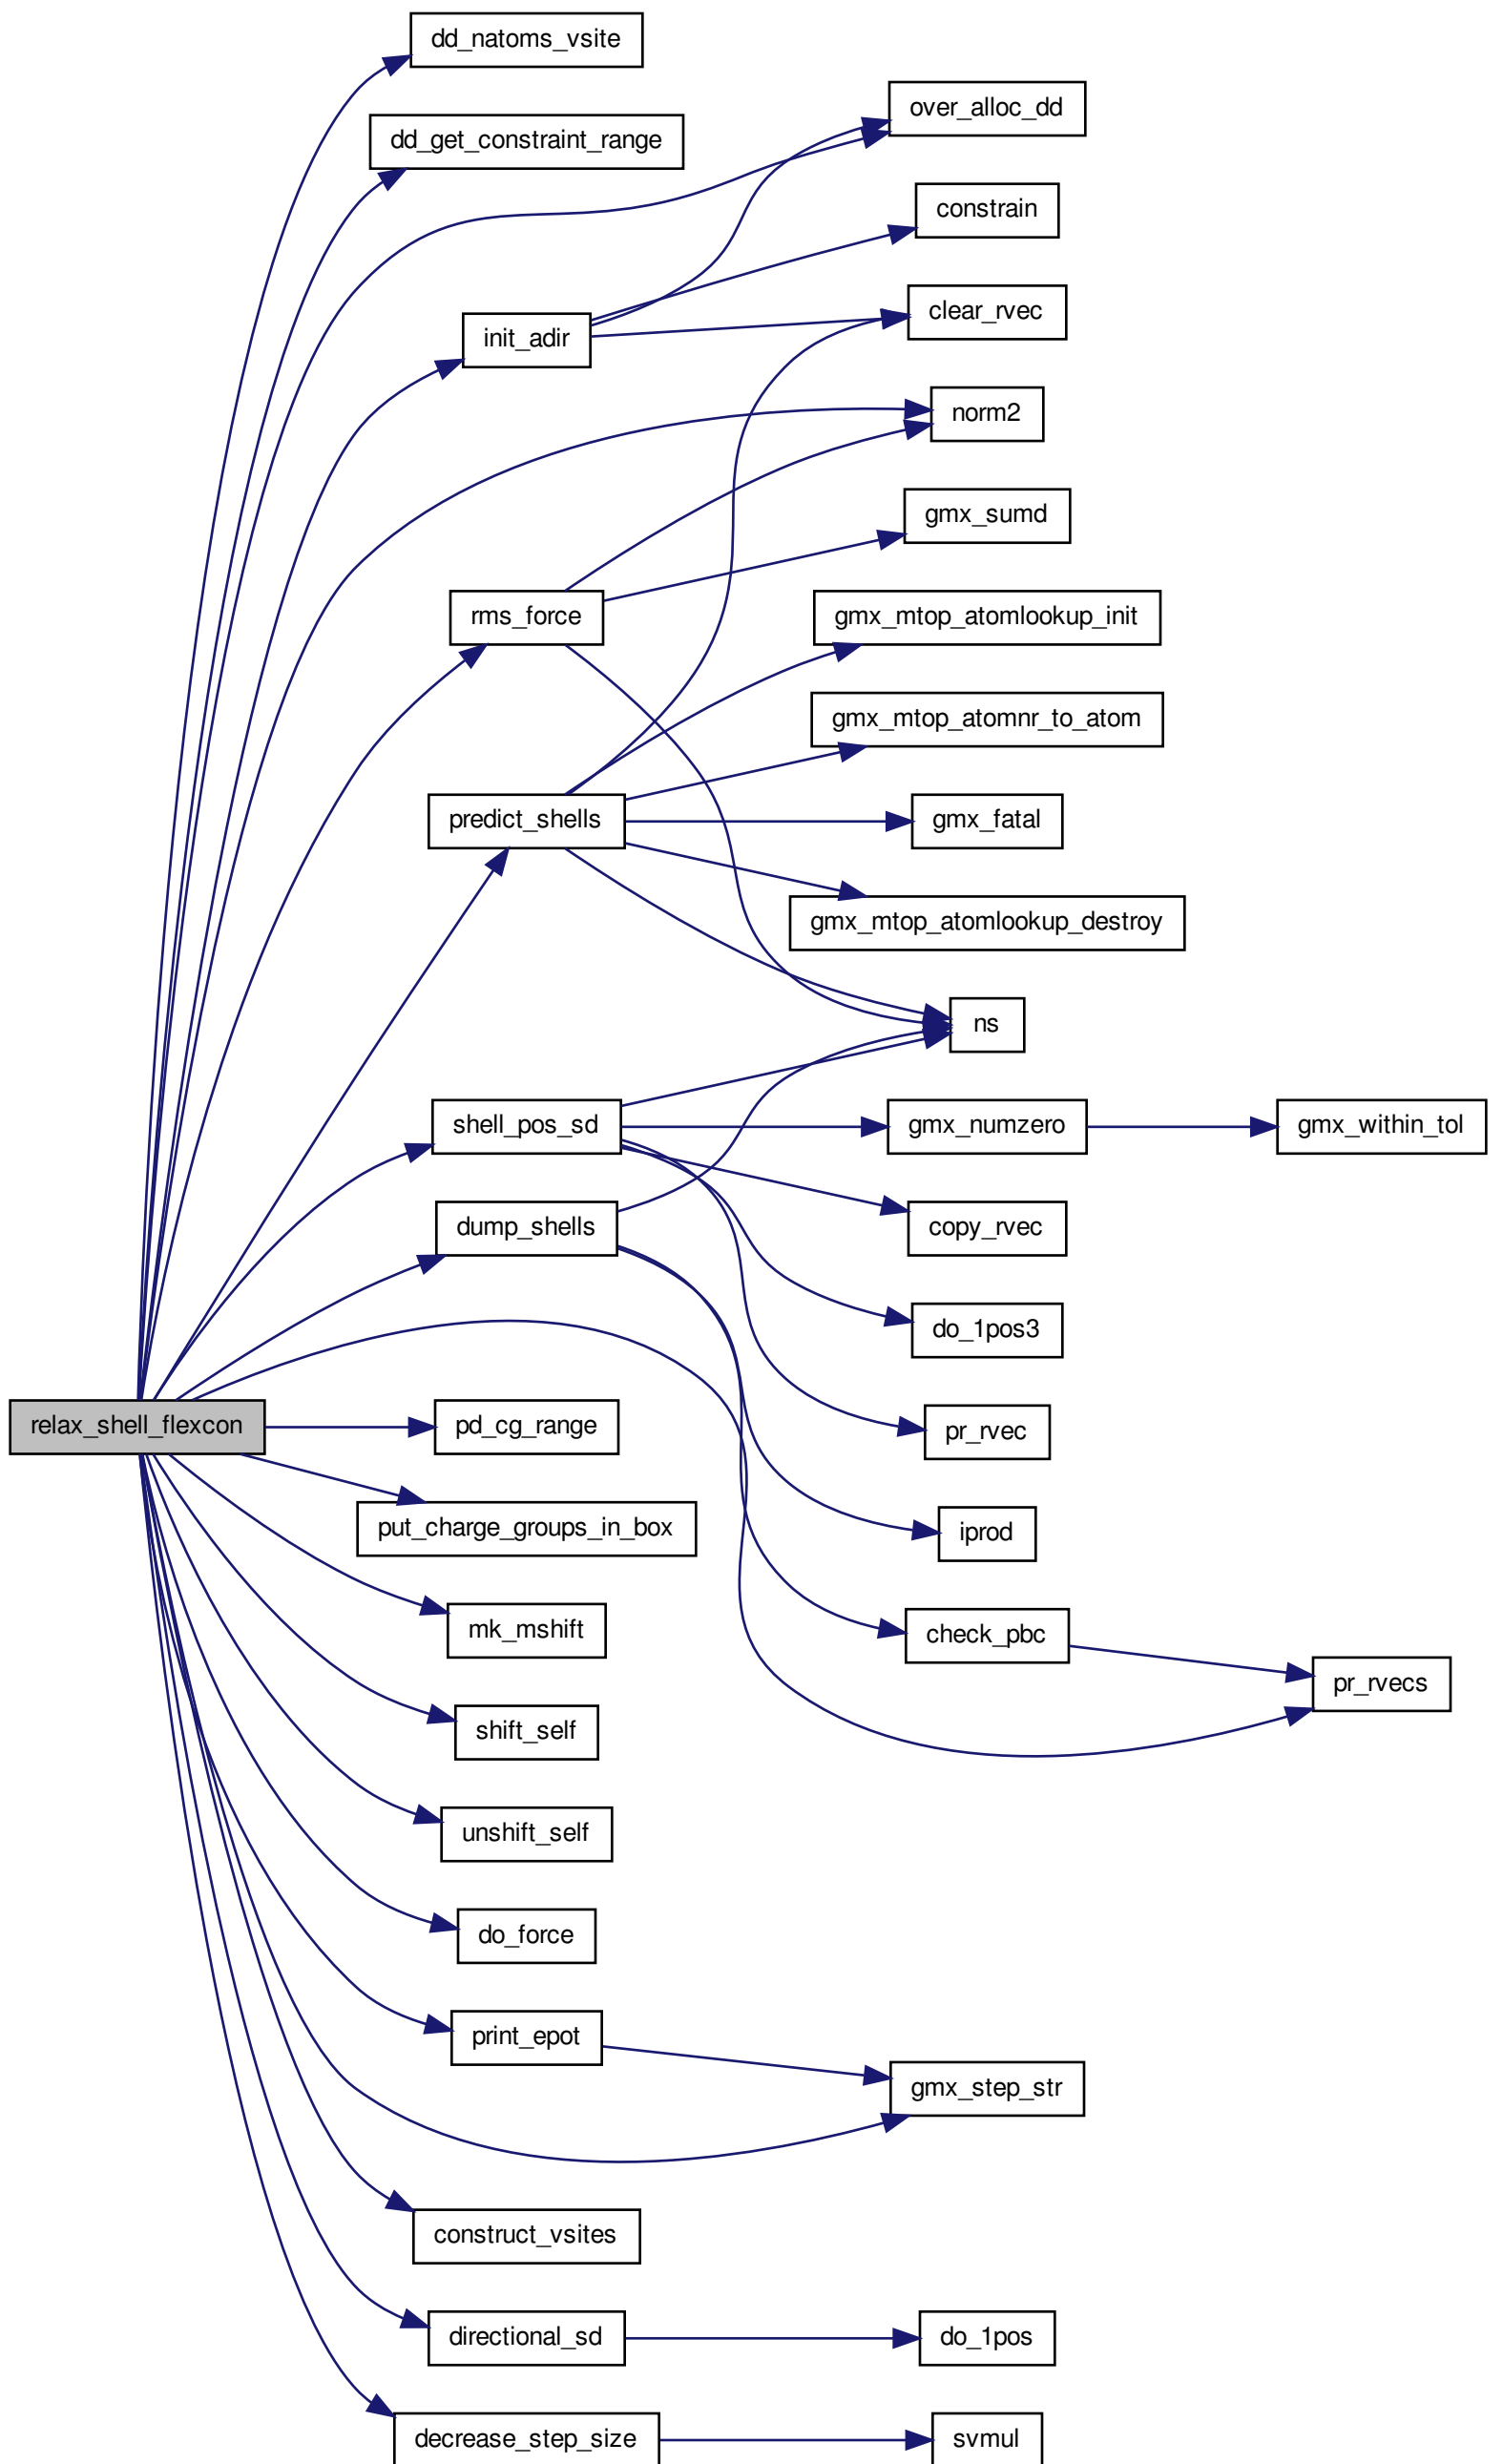 dd_natoms_vsite
over_alloc_dd
dd_get_constraint_range
constrain
clear_rvec
init_adir
norm2
gmx_sumd
rms_force
gmx_mtop_atomlookup_init
gmx_mtop_atomnr_to_atom
predict_shells
gmx_fatal
gmx_mtop_atomlookup_destroy
ns
shell_pos_sd
gmx_numzero
gmx_within_tol
dump_shells
copy_rvec
do_1pos3
relax_shell_flexcon
pd_cg_range
pr_rvec
put_charge_groups_in_box
iprod
mk_mshift
check_pbc
pr_rvecs
shift_self
unshift_self
do_force
print_epot
gmx_step_str
construct_vsites
directional_sd
do_1pos
decrease_step_size
svmul